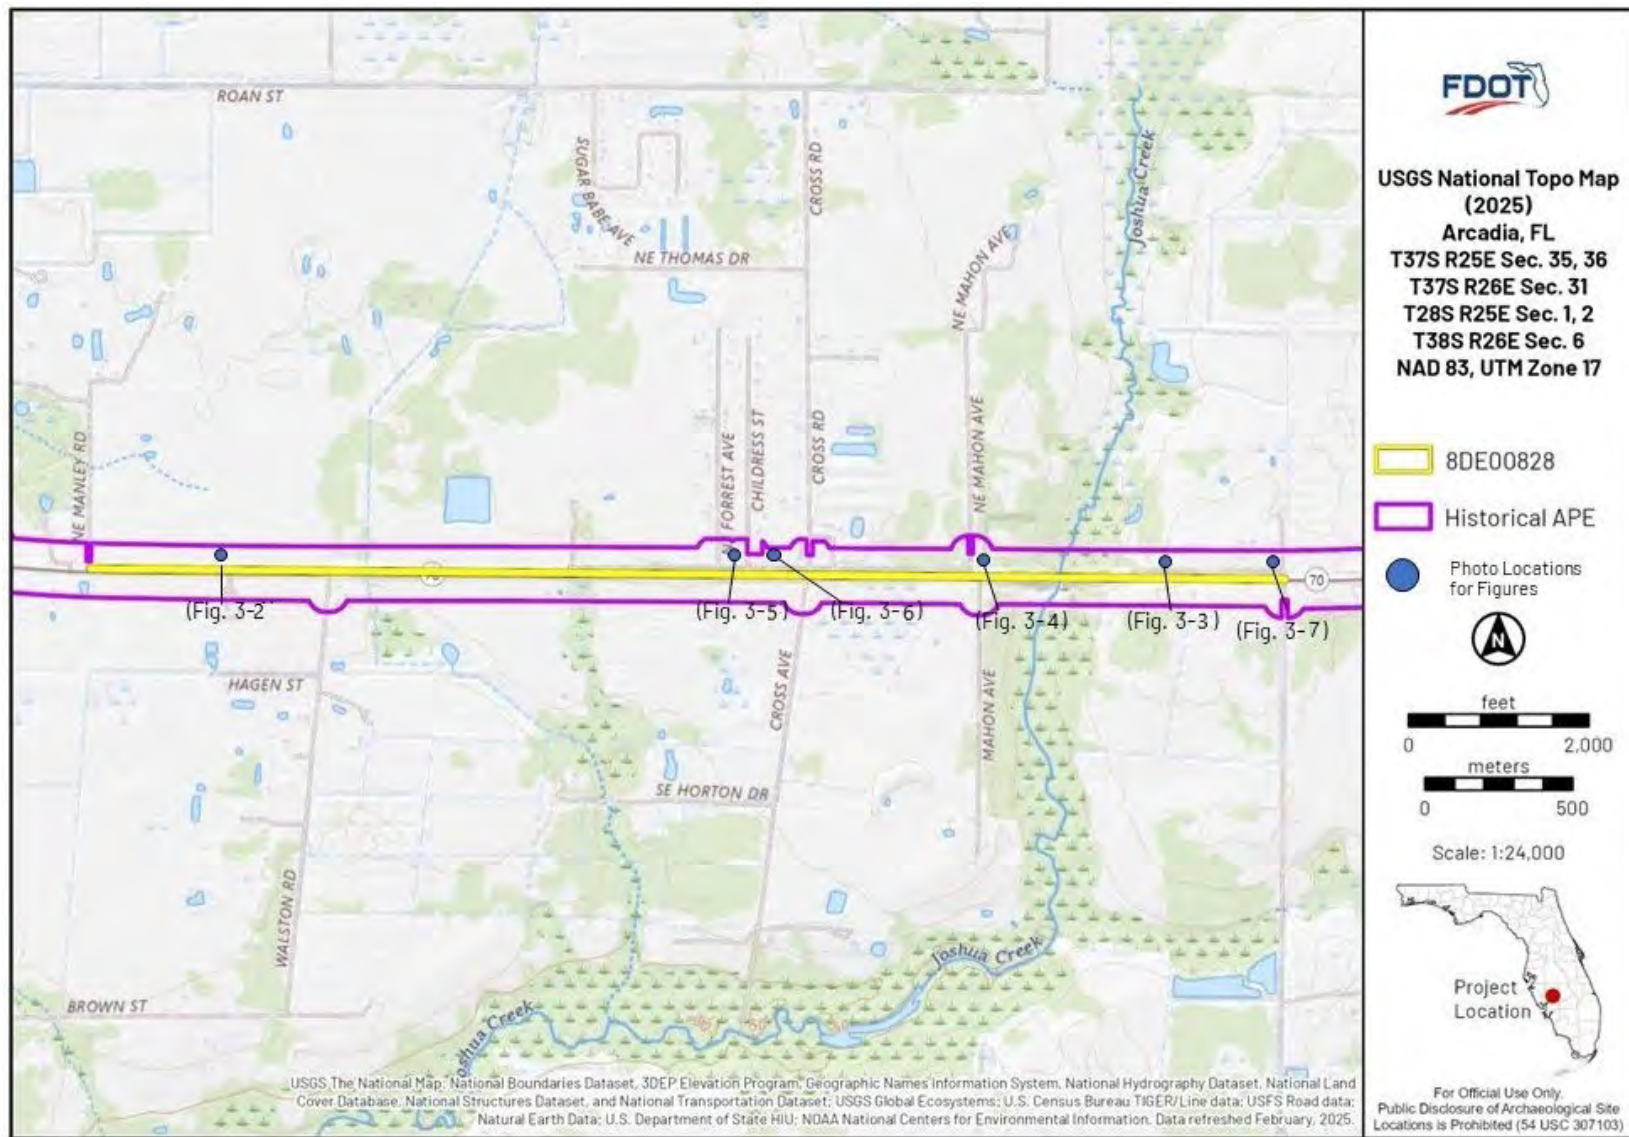 ROAN ST
SUGAR BABE AVE
CROSS RD
Joshua Creek
NE THOMAS DR
NE MAHON AVE
NE MANLEY RD
FORREST AVE
CHILDRESS ST
CROSS RD
NE MAHON AVE
70
(Fig. 3-2
(Fig. 3-5)
(Fig. 3-6)
(Fig. 3-4)
(Fig. 3-3)
(Fig. 3-7)
HAGEN ST
CROSS AVE
MAHON AVE
SE HORTON DR
WALSTON RD
BROWN ST
Joshua Creek
oshua Creek
USGS The National Map: National Boundaries Dataset, 3DEP Elevation Program, Geographic Names Information System, National Hydrography Dataset, National Land
Cover Database, National Structures Dataset, and National Transportation Dataset; USGS Global Ecosystems; U.S. Census Bureau TIGER/Line data; USFS Road data;
Natural Earth Data; U.S. Department of State HIU; NOAA National Centers for Environmental Information. Data refreshed February, 2025.
FDOT
USGS National Topo Map
(2025)
Arcadia, FL
T37S R25E Sec. 35, 36
T37S R26E Sec. 31
T28S R25E Sec. 1, 2
T38S R26E Sec. 6
NAD 83, UTM Zone 17
8DE00828
Historical APE
Photo Locations
for Figures
N
feet
0 2,000
meters
0 500
Scale: 1:24,000
Project
Location
For Official Use Only.
Public Disclosure of Archaeological Site
Locations is Prohibited (54 USC 307103)